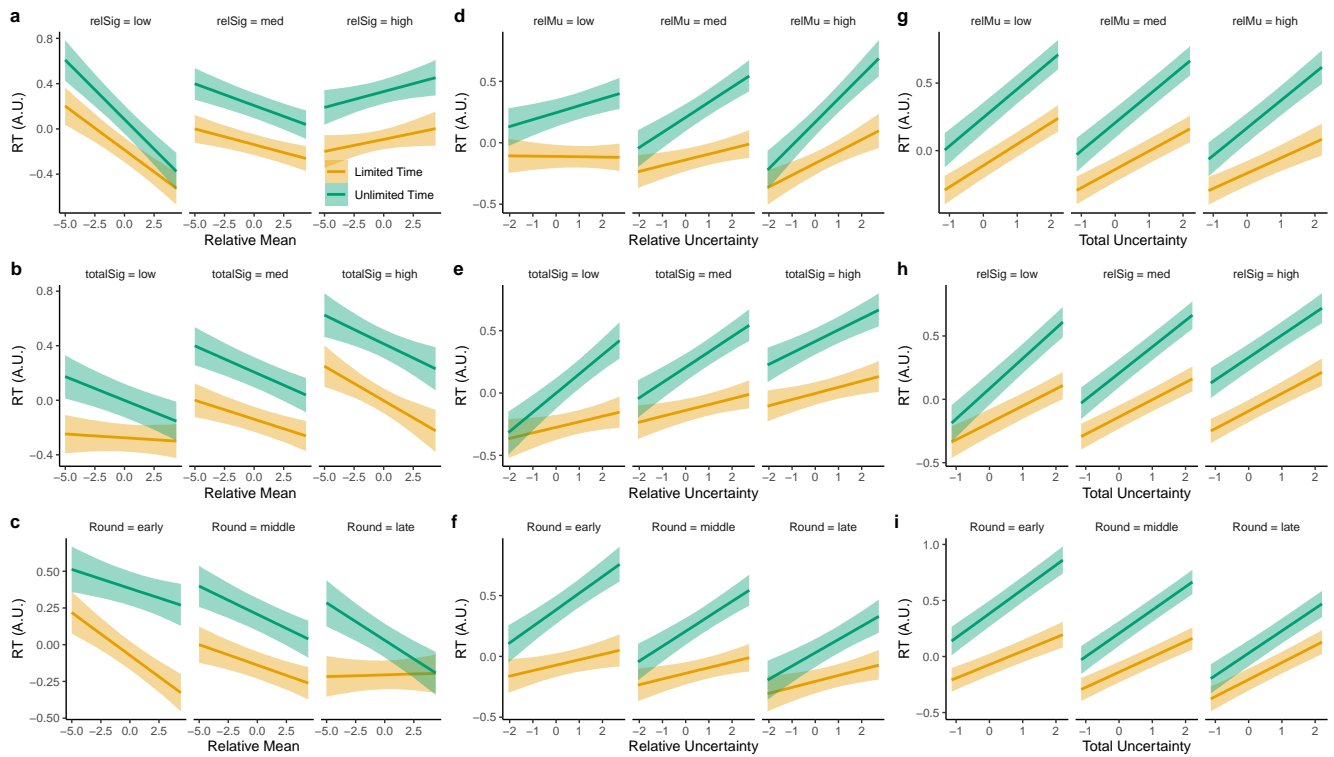 a
relSig = low
relSig = med
relSig = high
RT (A.U.)
0.8
0.4
0.0
−0.4
−5.0 −2.5 0.0 2.5
−5.0 −2.5 0.0 2.5
−5.0 −2.5 0.0 2.5
Relative Mean
Limited Time
Unlimited Time
d
relMu = low
relMu = med
relMu = high
RT (A.U.)
0.5
0.0
−0.5
−2 −1 0 1 2
−2 −1 0 1 2
−2 −1 0 1 2
Relative Uncertainty
g
relMu = low
relMu = med
relMu = high
RT (A.U.)
0.5
0.0
−1 0 1 2
−1 0 1 2
−1 0 1 2
Total Uncertainty
b
totalSig = low
totalSig = med
totalSig = high
RT (A.U.)
0.8
0.4
0.0
−0.4
−5.0 −2.5 0.0 2.5
−5.0 −2.5 0.0 2.5
−5.0 −2.5 0.0 2.5
Relative Mean
e
totalSig = low
totalSig = med
totalSig = high
RT (A.U.)
0.5
0.0
−0.5
−2 −1 0 1 2
−2 −1 0 1 2
−2 −1 0 1 2
Relative Uncertainty
h
relSig = low
relSig = med
relSig = high
RT (A.U.)
0.5
0.0
−0.5
−1 0 1 2
−1 0 1 2
−1 0 1 2
Total Uncertainty
c
Round = early
Round = middle
Round = late
RT (A.U.)
0.50
0.25
0.00
−0.25
−0.50
−5.0 −2.5 0.0 2.5
−5.0 −2.5 0.0 2.5
−5.0 −2.5 0.0 2.5
Relative Mean
f
Round = early
Round = middle
Round = late
RT (A.U.)
0.5
0.0
−0.5
−2 −1 0 1 2
−2 −1 0 1 2
−2 −1 0 1 2
Relative Uncertainty
i
Round = early
Round = middle
Round = late
RT (A.U.)
1.0
0.5
0.0
−0.5
−1 0 1 2
−1 0 1 2
−1 0 1 2
Total Uncertainty